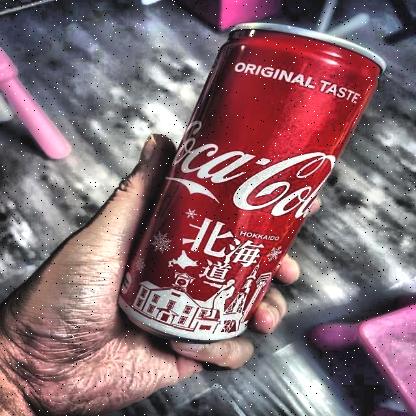 ORIGINAL TASTE
Coca-Cola
HOKKAIDO
北海
道